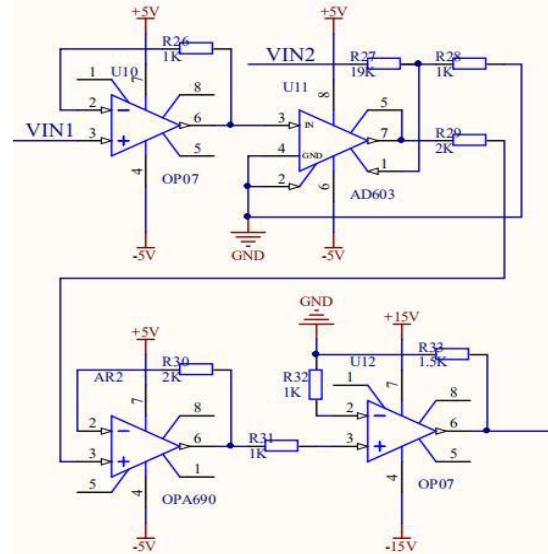 +5V
R26
1K
U10
1
7
8
2
6
VIN1
3
5
4
OP07
-5V
+5V
VIN2
R27
19K
R28
1K
U11
8
5
3
IN
7
R29
2K
4
GND
1
2
6
AD603
GND
-5V
+5V
AR2
R30
2K
7
8
2
6
R31
1K
3
1
5
4
OPA690
-5V
GND
+15V
U12
R33
1.5K
R32
1K
1
7
8
2
6
3
5
4
OP07
-15V